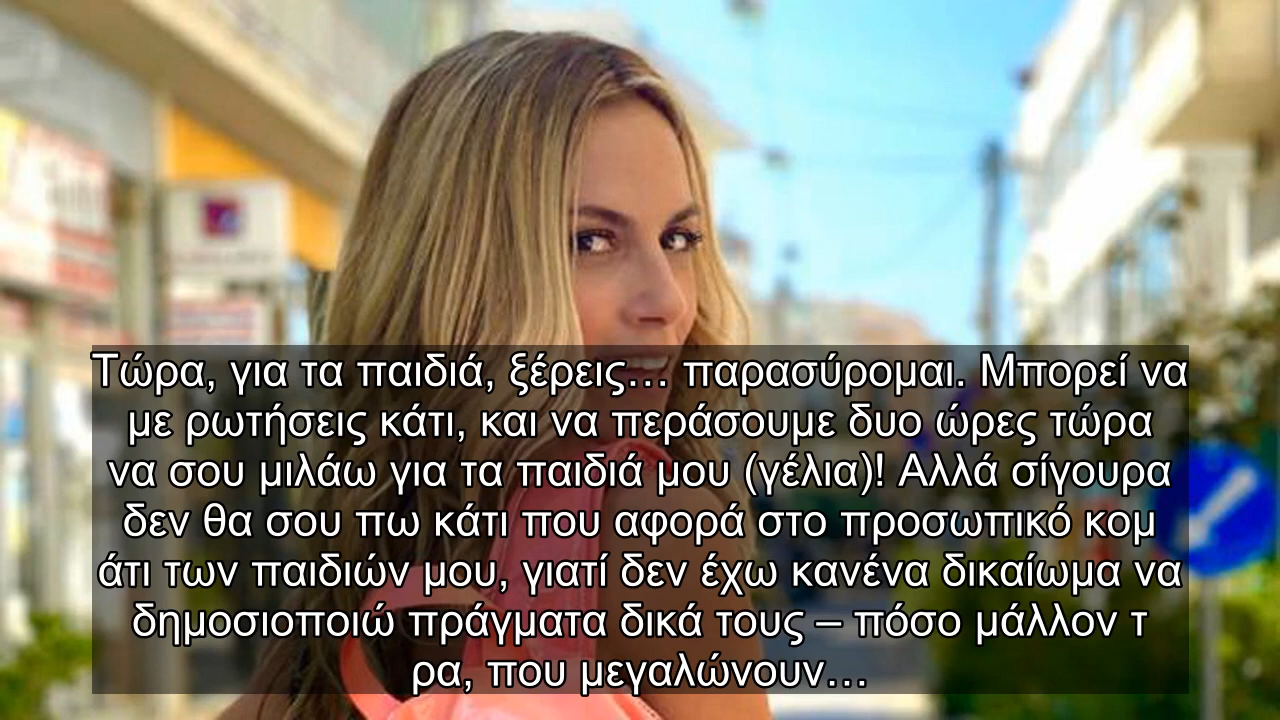 Τώρα, για τα παιδιά, ξέρεις… παρασύρομαι. Μπορεί να
με ρωτήσεις κάτι, και να περάσουμε δυο ώρες τώρα
να σου μιλάω για τα παιδιά μου (γέλια)! Αλλά σίγουρα
δεν θα σου πω κάτι που αφορά στο προσωπικό κομ
άτι των παιδιών μου, γιατί δεν έχω κανένα δικαίωμα να
δημοσιοποιώ πράγματα δικά τους – πόσο μάλλον τ
ρα, που μεγαλώνουν…